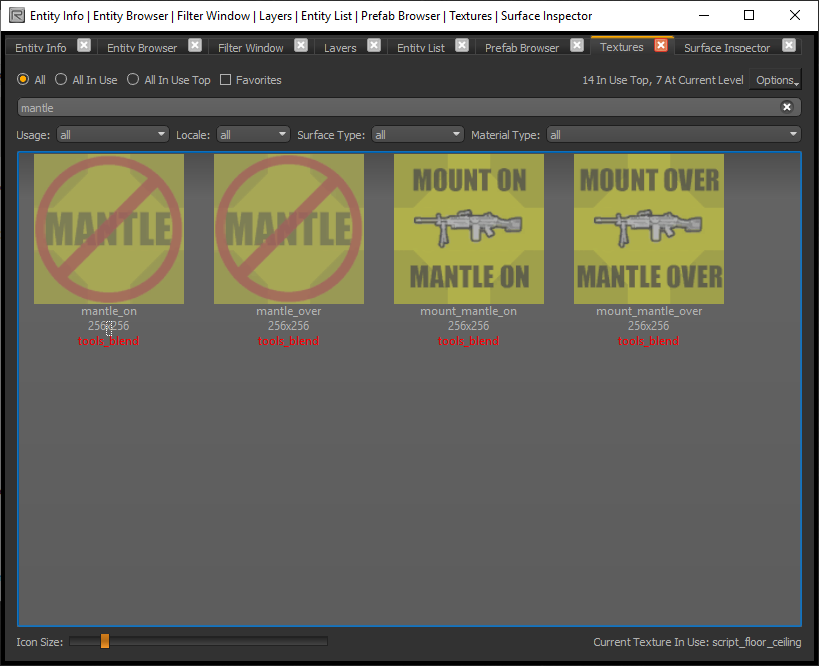 Entity Info | Entity Browser | Filter Window | Layers | Entity List | Prefab Browser | Textures | Surface Inspector
Entity Info Entity Browser Filter Window Layers Entity List Prefab Browser Textures Surface Inspector
All All In Use All In Use Top Favorites 14 In Use Top, 7 At Current Level Options
mantle
Usage: all Locale: all Surface Type: all Material Type: all
MANTLE
MANTLE
MOUNT ON
MANTLE ON
MOUNT OVER
MANTLE OVER
mantle_on mantle_over mount_mantle_on mount_mantle_over
256x256 256x256 256x256 256x256
tools_blend tools_blend tools_blend tools_blend
Icon Size: Current Texture In Use: script_floor_ceiling